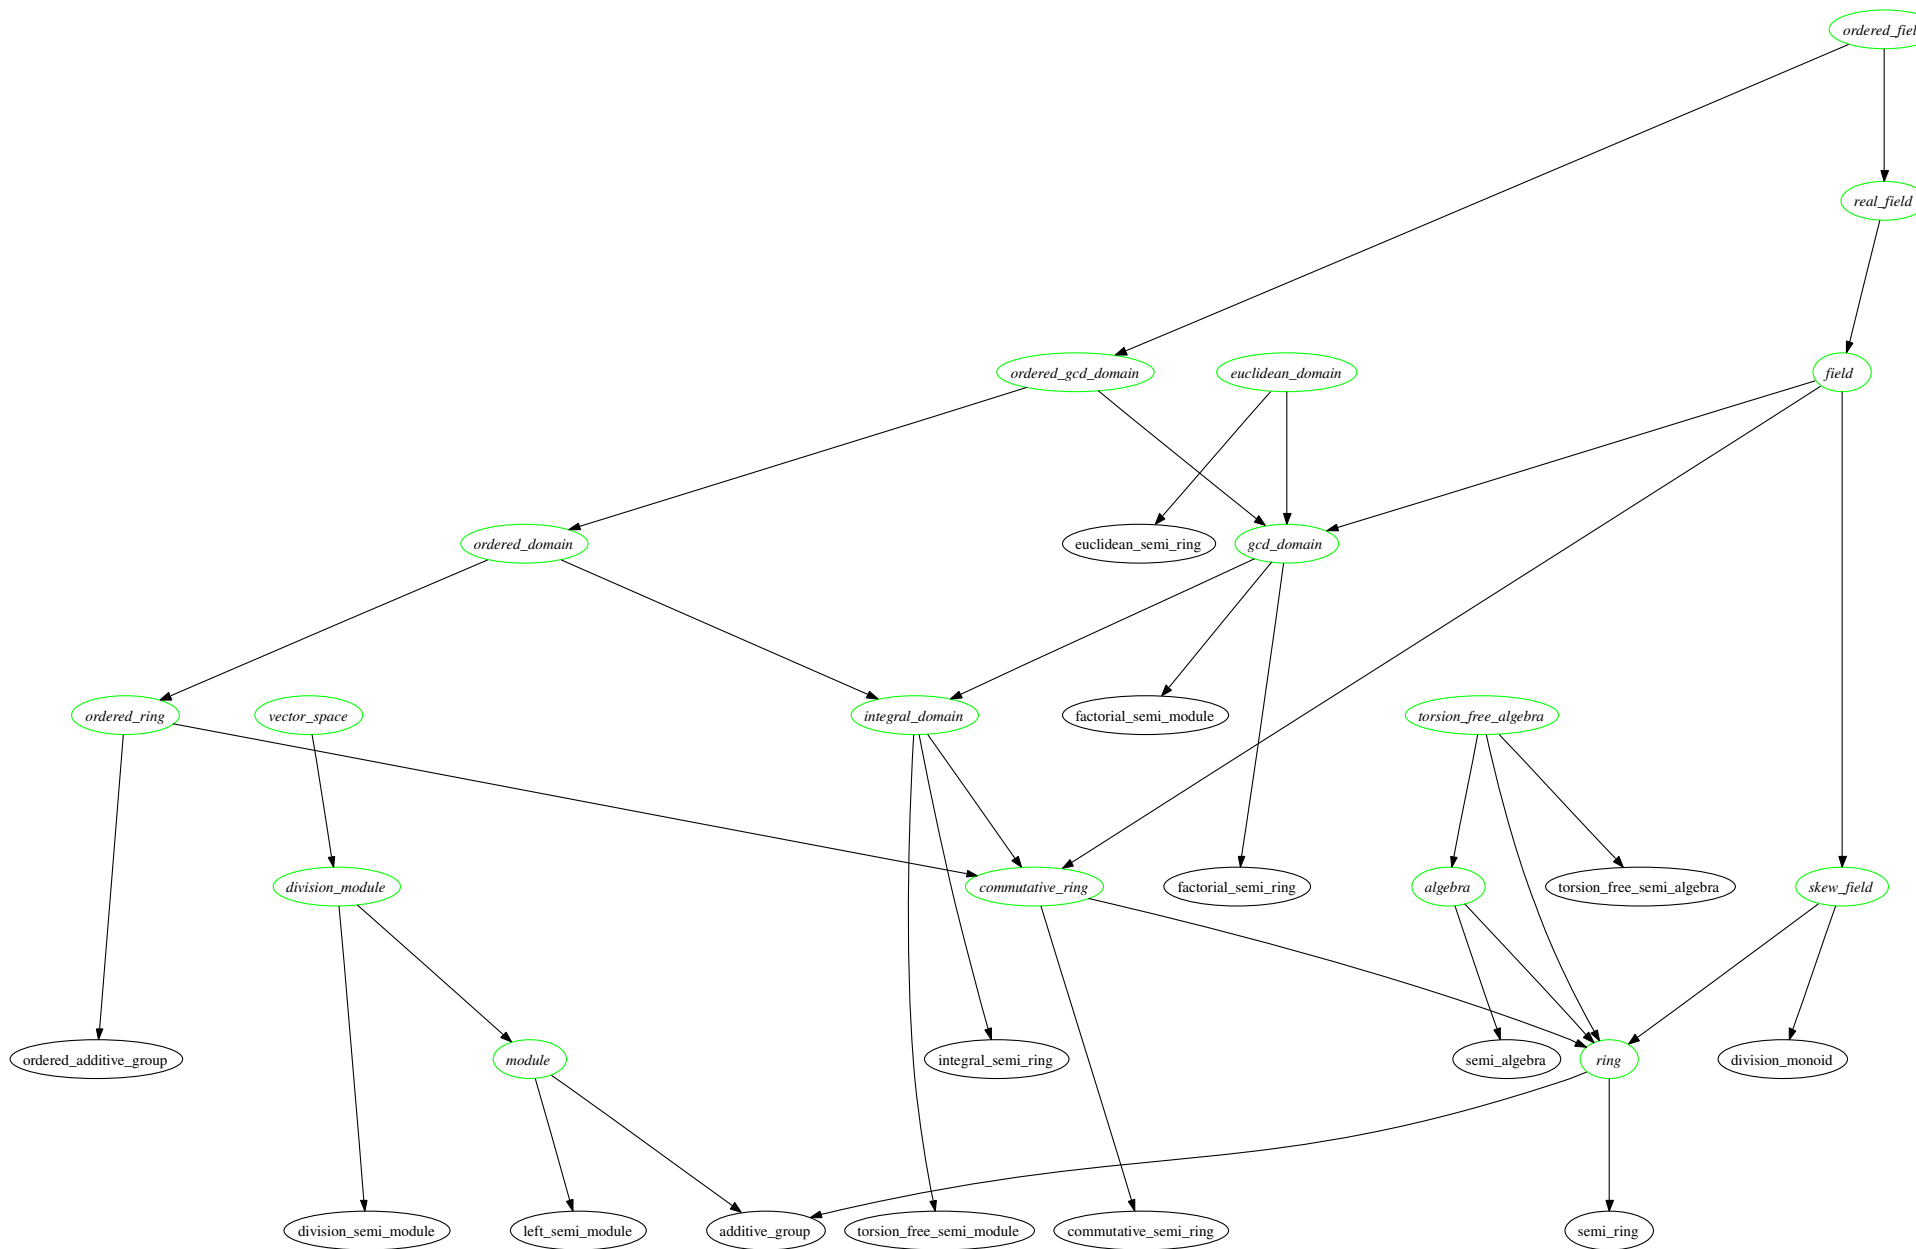 ordered_fiel
real_field
ordered_gcd_domain
euclidean_domain
field
ordered_domain
euclidean_semi_ring
gcd_domain
ordered_ring
vector_space
integral_domain
factorial_semi_module
torsion_free_algebra
division_module
commutative_ring
factorial_semi_ring
algebra
torsion_free_semi_algebra
skew_field
ordered_additive_group
module
integral_semi_ring
semi_algebra
ring
division_monoid
division_semi_module
left_semi_module
additive_group
torsion_free_semi_module
commutative_semi_ring
semi_ring